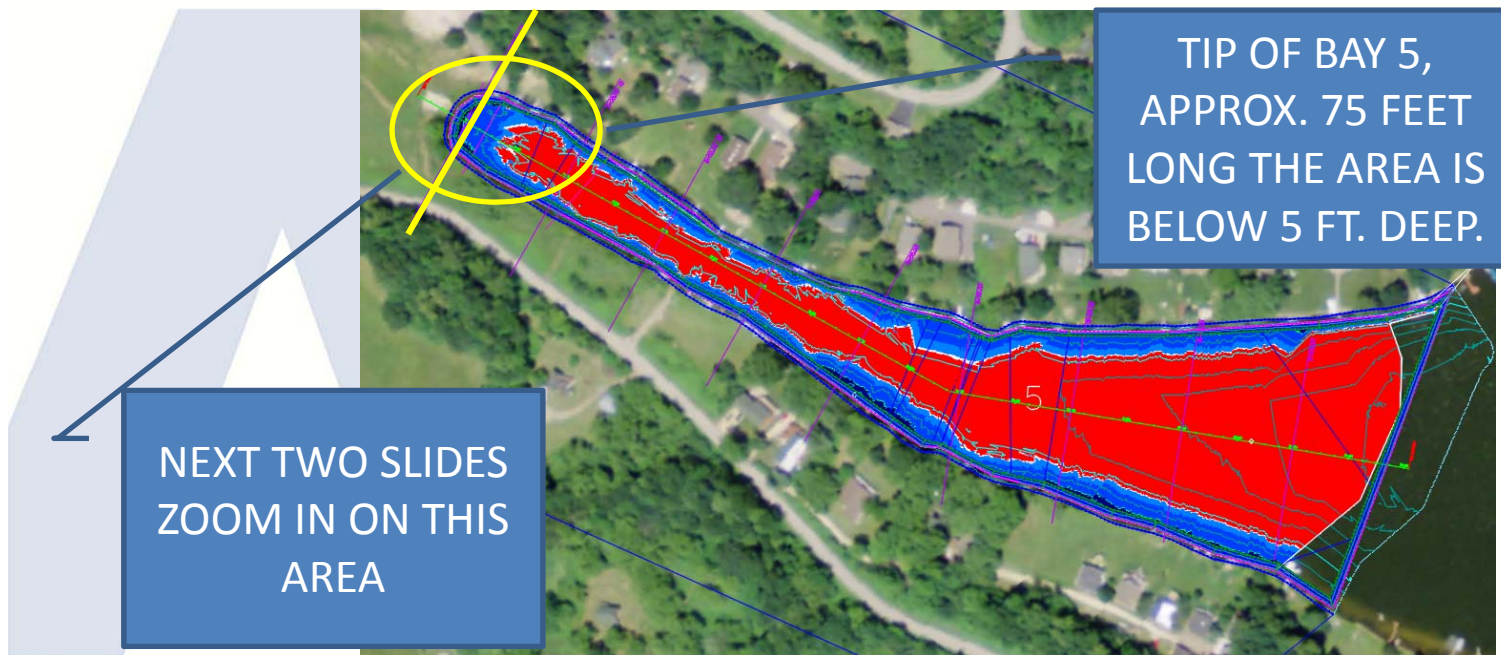 TIP OF BAY 5,
APPROX. 75 FEET
LONG THE AREA IS
BELOW 5 FT. DEEP.
5
NEXT TWO SLIDES
ZOOM IN ON THIS
AREA